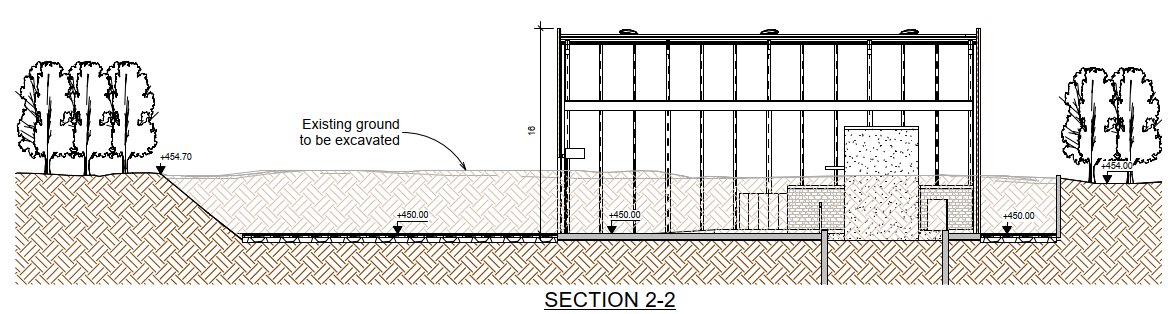 Existing ground
to be excavated
16
+454.70
+454.00
+450.00
+450.00
+450.00
SECTION 2-2